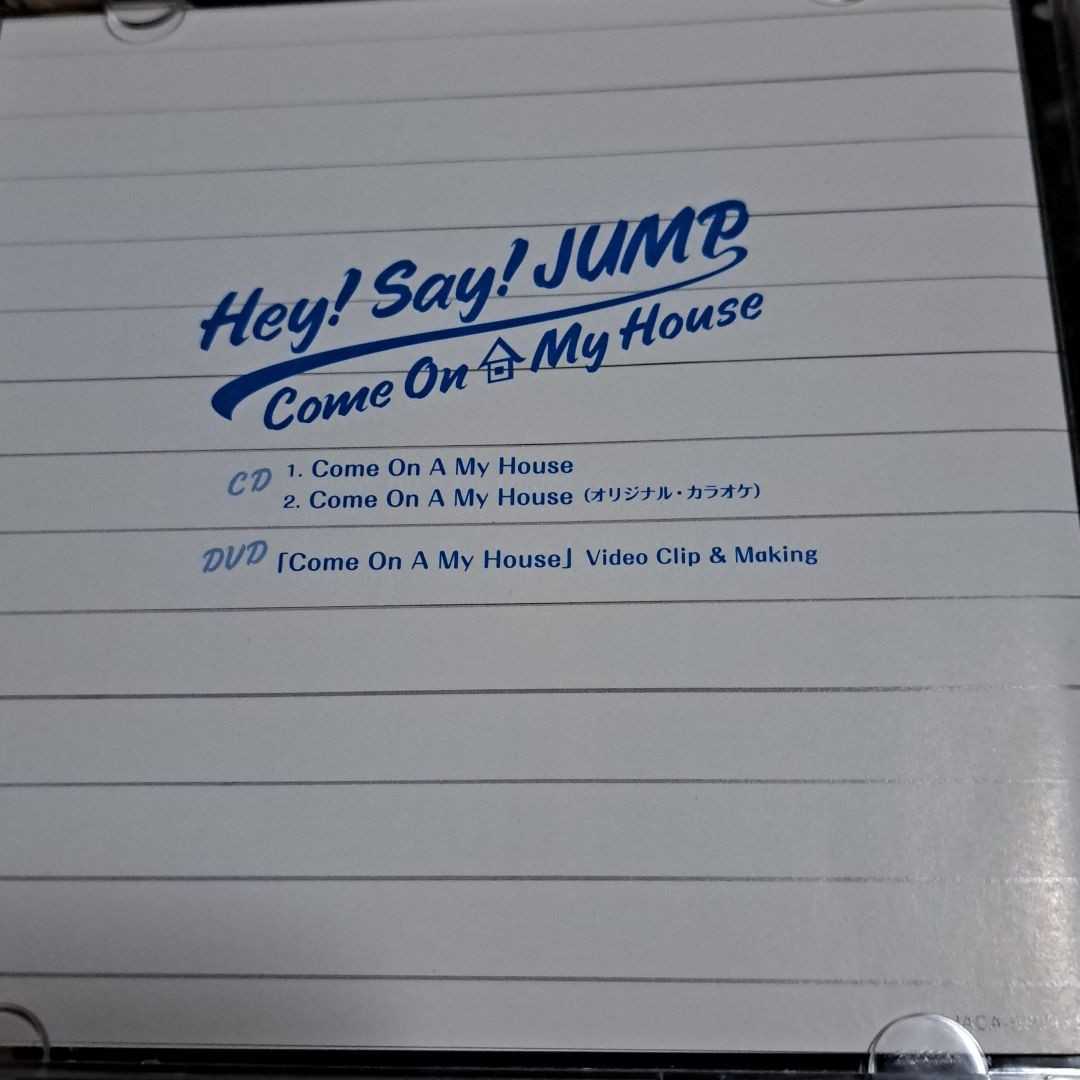 Hey! Say! JUMP
Come On A My House
CD 1. Come On A My House
2. Come On A My House (オリジナル・カラオケ)
DVD 「Come On A My House」 Video Clip & Making